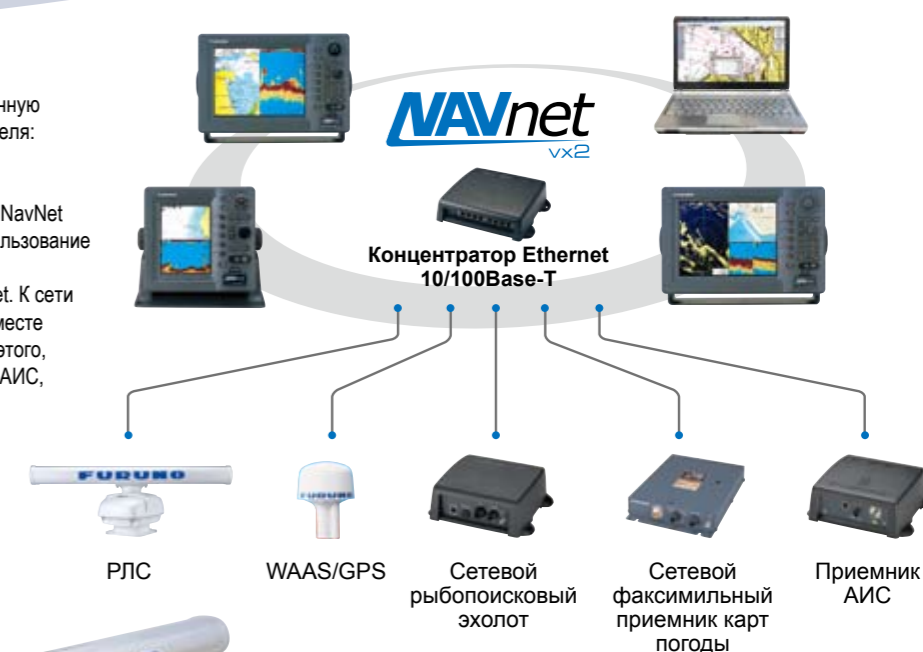 нную
еля:
NavNet
ользование
et. К сети
месте
этого,
АИС,
NAVnet
vx2
Концентратор Ethernet
10/100Base-T
FURUNO
FURUNO
РЛС
WAAS/GPS
Сетевой
рыбопоисковый
эхолот
Сетевой
факсимильный
приемник карт
погоды
Приемник
АИС